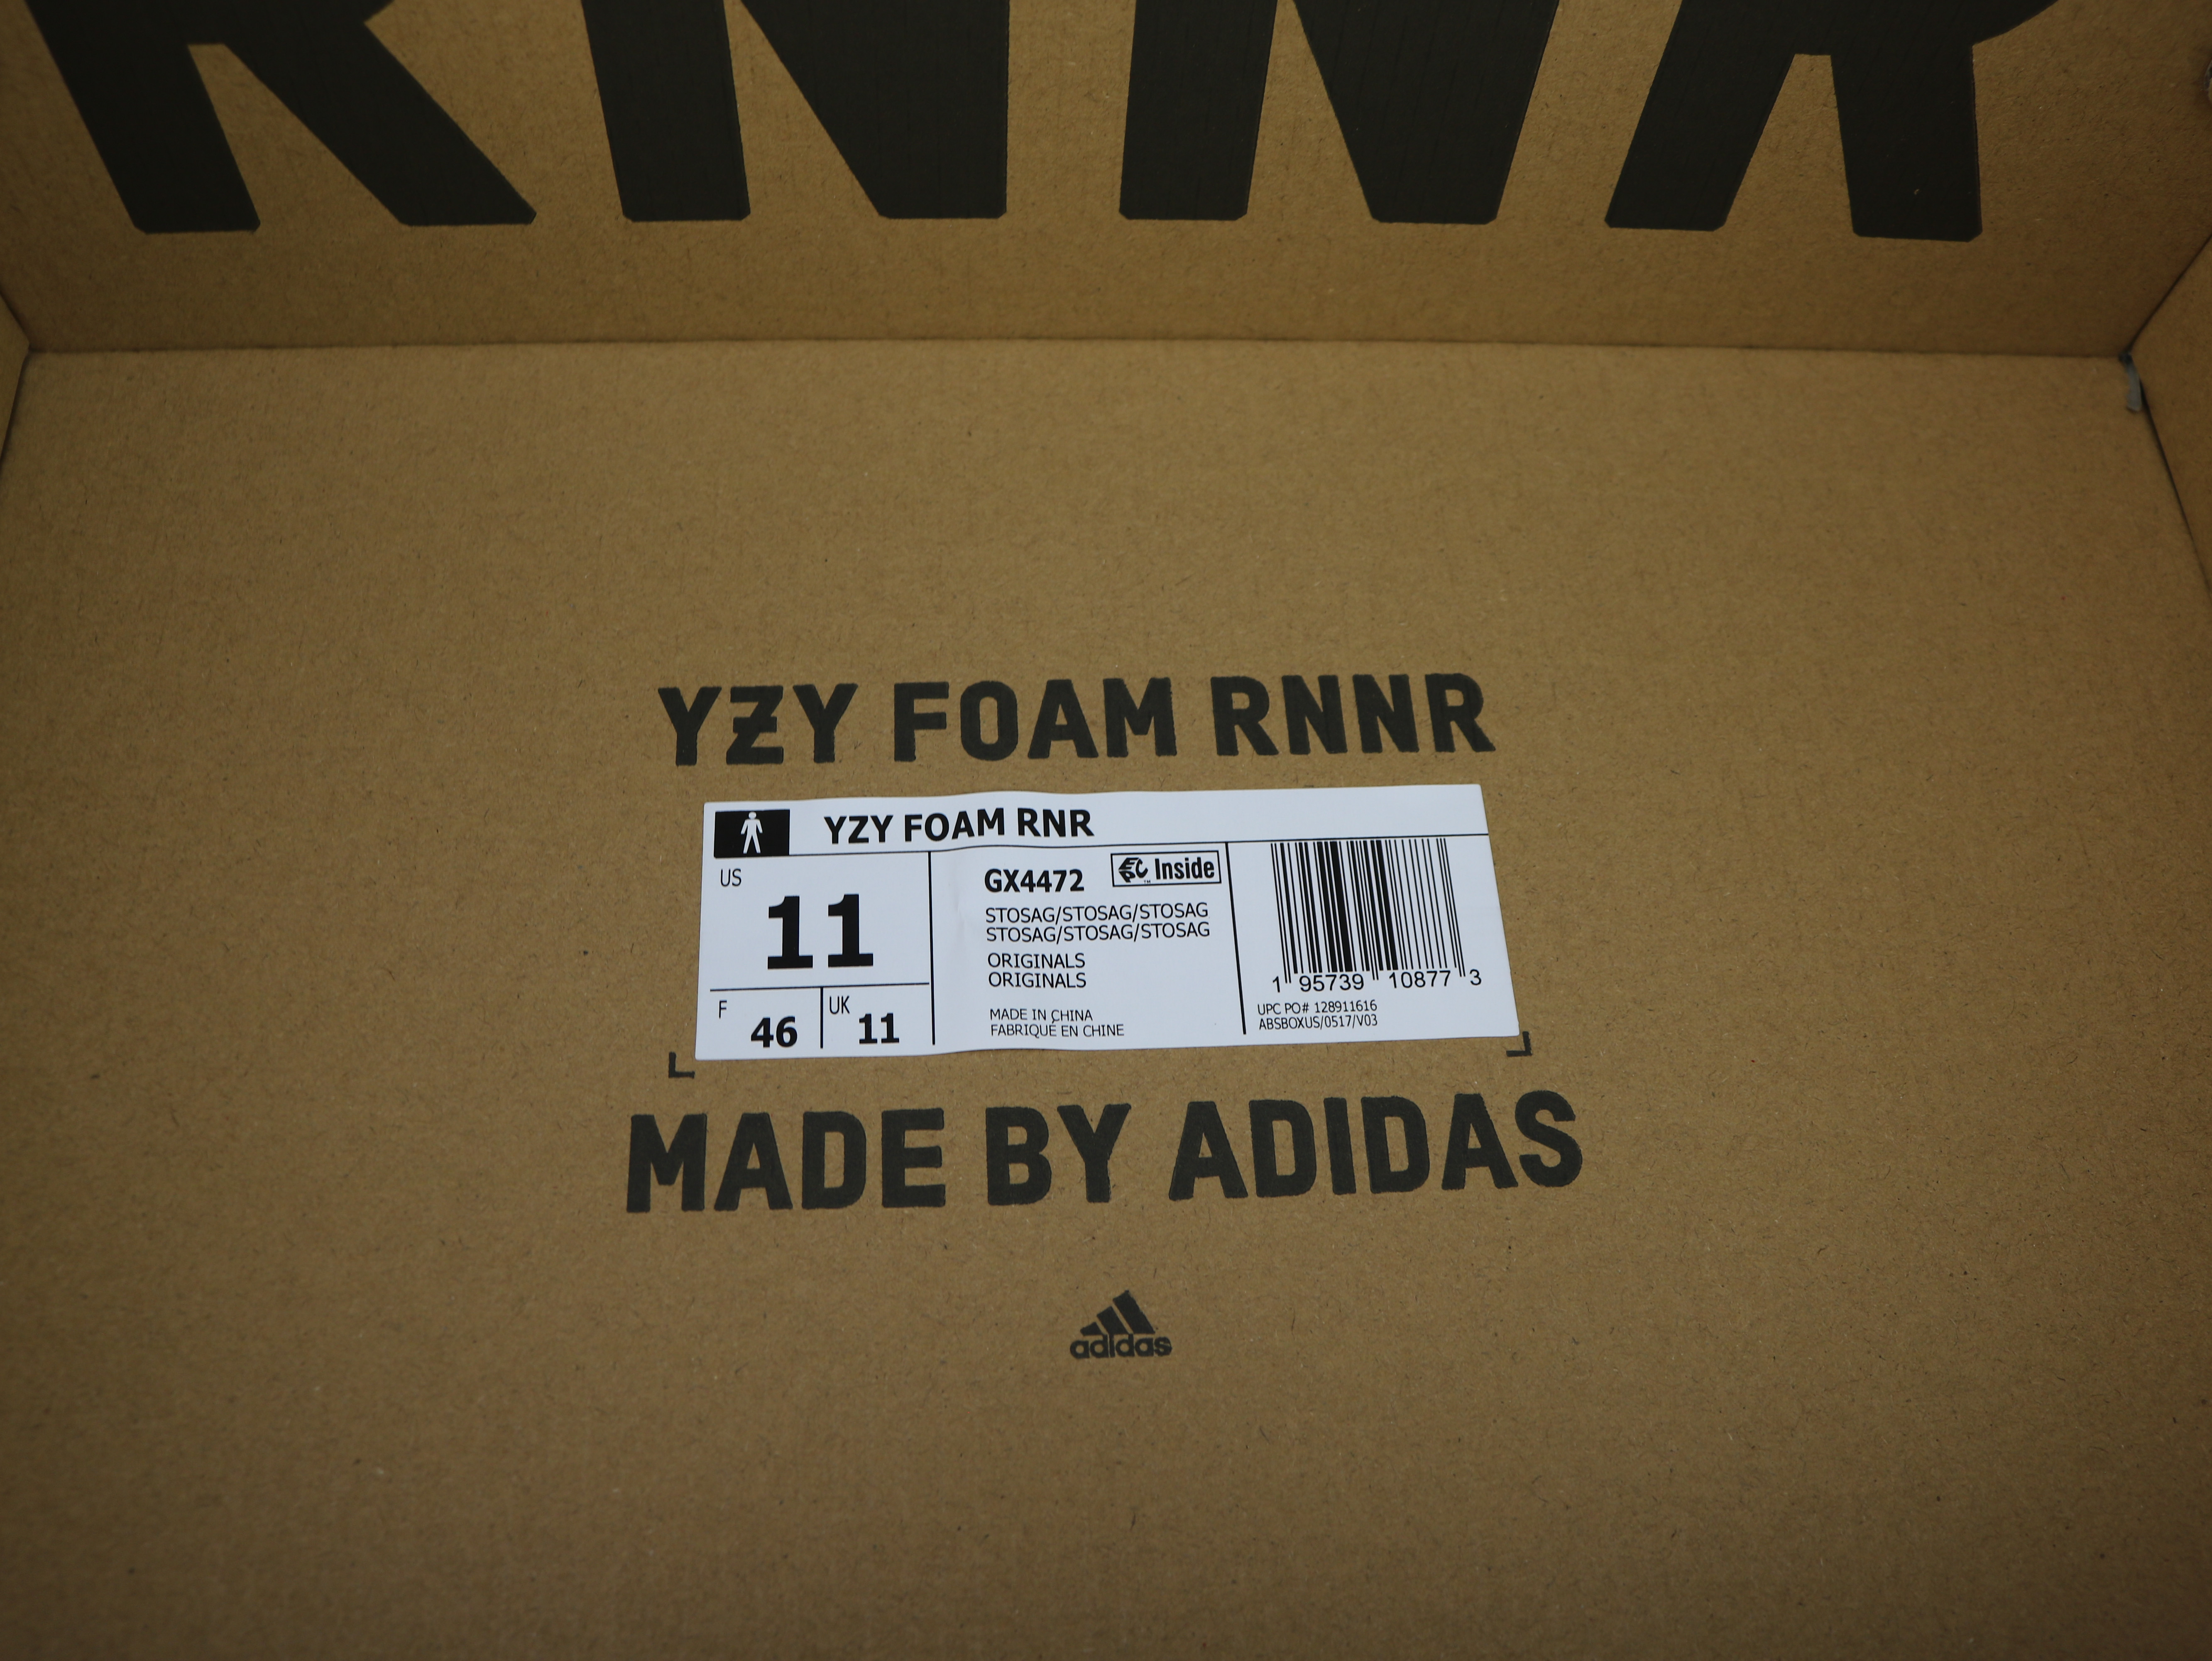 RNNR
YZY FOAM RNNR
YZY FOAM RNR
US
11
F
46
UK
11
GX4472
EPC Inside
STOSAG/STOSAG/STOSAG
STOSAG/STOSAG/STOSAG
ORIGINALS
ORIGINALS
MADE IN CHINA
FABRIQUÉ EN CHINE
1 95739 10877 3
UPC PO# 128911616
ABSBOXUS/0517/V03
MADE BY ADIDAS
adidas